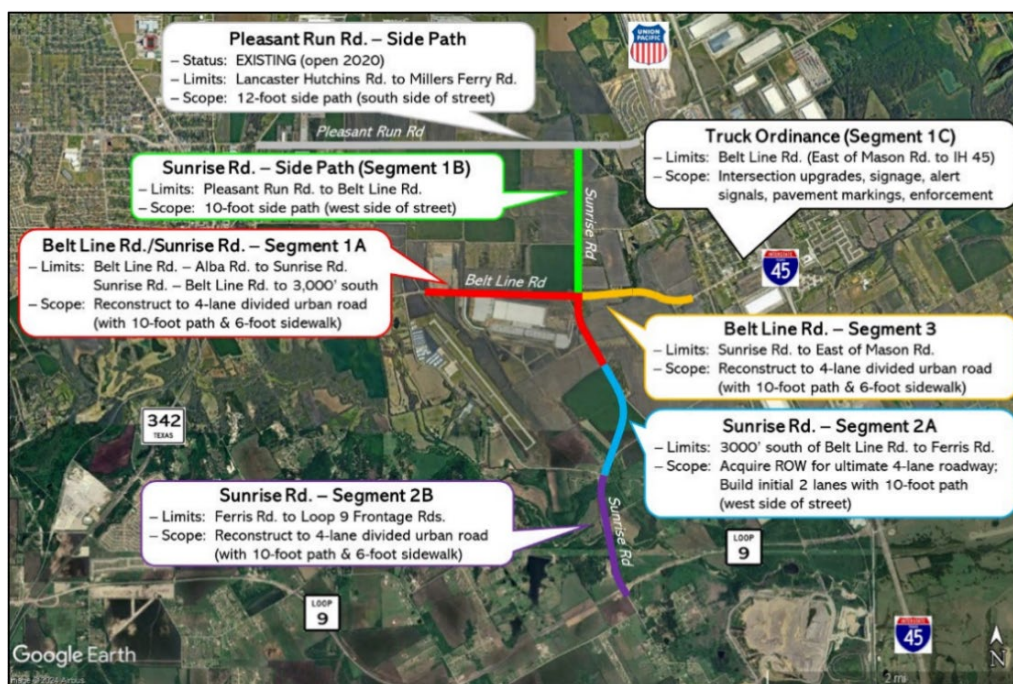 Pleasant Run Rd. – Side Path
– Status: EXISTING (open 2020)
– Limits: Lancaster Hutchins Rd. to Millers Ferry Rd.
– Scope: 12-foot side path (south side of street)
UNION
PACIFIC
Pleasant Run Rd
Truck Ordinance (Segment 1C)
– Limits: Belt Line Rd. (East of Mason Rd. to IH 45)
– Scope: Intersection upgrades, signage, alert
signals, pavement markings, enforcement
Sunrise Rd. – Side Path (Segment 1B)
– Limits: Pleasant Run Rd. to Belt Line Rd.
– Scope: 10-foot side path (west side of street)
Sunrise Rd
Belt Line Rd./Sunrise Rd. – Segment 1A
– Limits: Belt Line Rd. – Alba Rd. to Sunrise Rd.
Sunrise Rd. – Belt Line Rd. to 3,000’ south
– Scope: Reconstruct to 4-lane divided urban road
(with 10-foot path & 6-foot sidewalk)
Belt Line Rd
INTERSTATE
45
Belt Line Rd. – Segment 3
– Limits: Sunrise Rd. to East of Mason Rd.
– Scope: Reconstruct to 4-lane divided urban road
(with 10-foot path & 6-foot sidewalk)
342
TEXAS
Sunrise Rd. – Segment 2A
– Limits: 3000’ south of Belt Line Rd. to Ferris Rd.
– Scope: Acquire ROW for ultimate 4-lane roadway;
Build initial 2 lanes with 10-foot path
(west side of street)
Sunrise Rd. – Segment 2B
– Limits: Ferris Rd. to Loop 9 Frontage Rds.
– Scope: Reconstruct to 4-lane divided urban road
(with 10-foot path & 6-foot sidewalk)
Sunrise Rd
LOOP
9
LOOP
9
INTERSTATE
45
N
Google Earth
2 mi